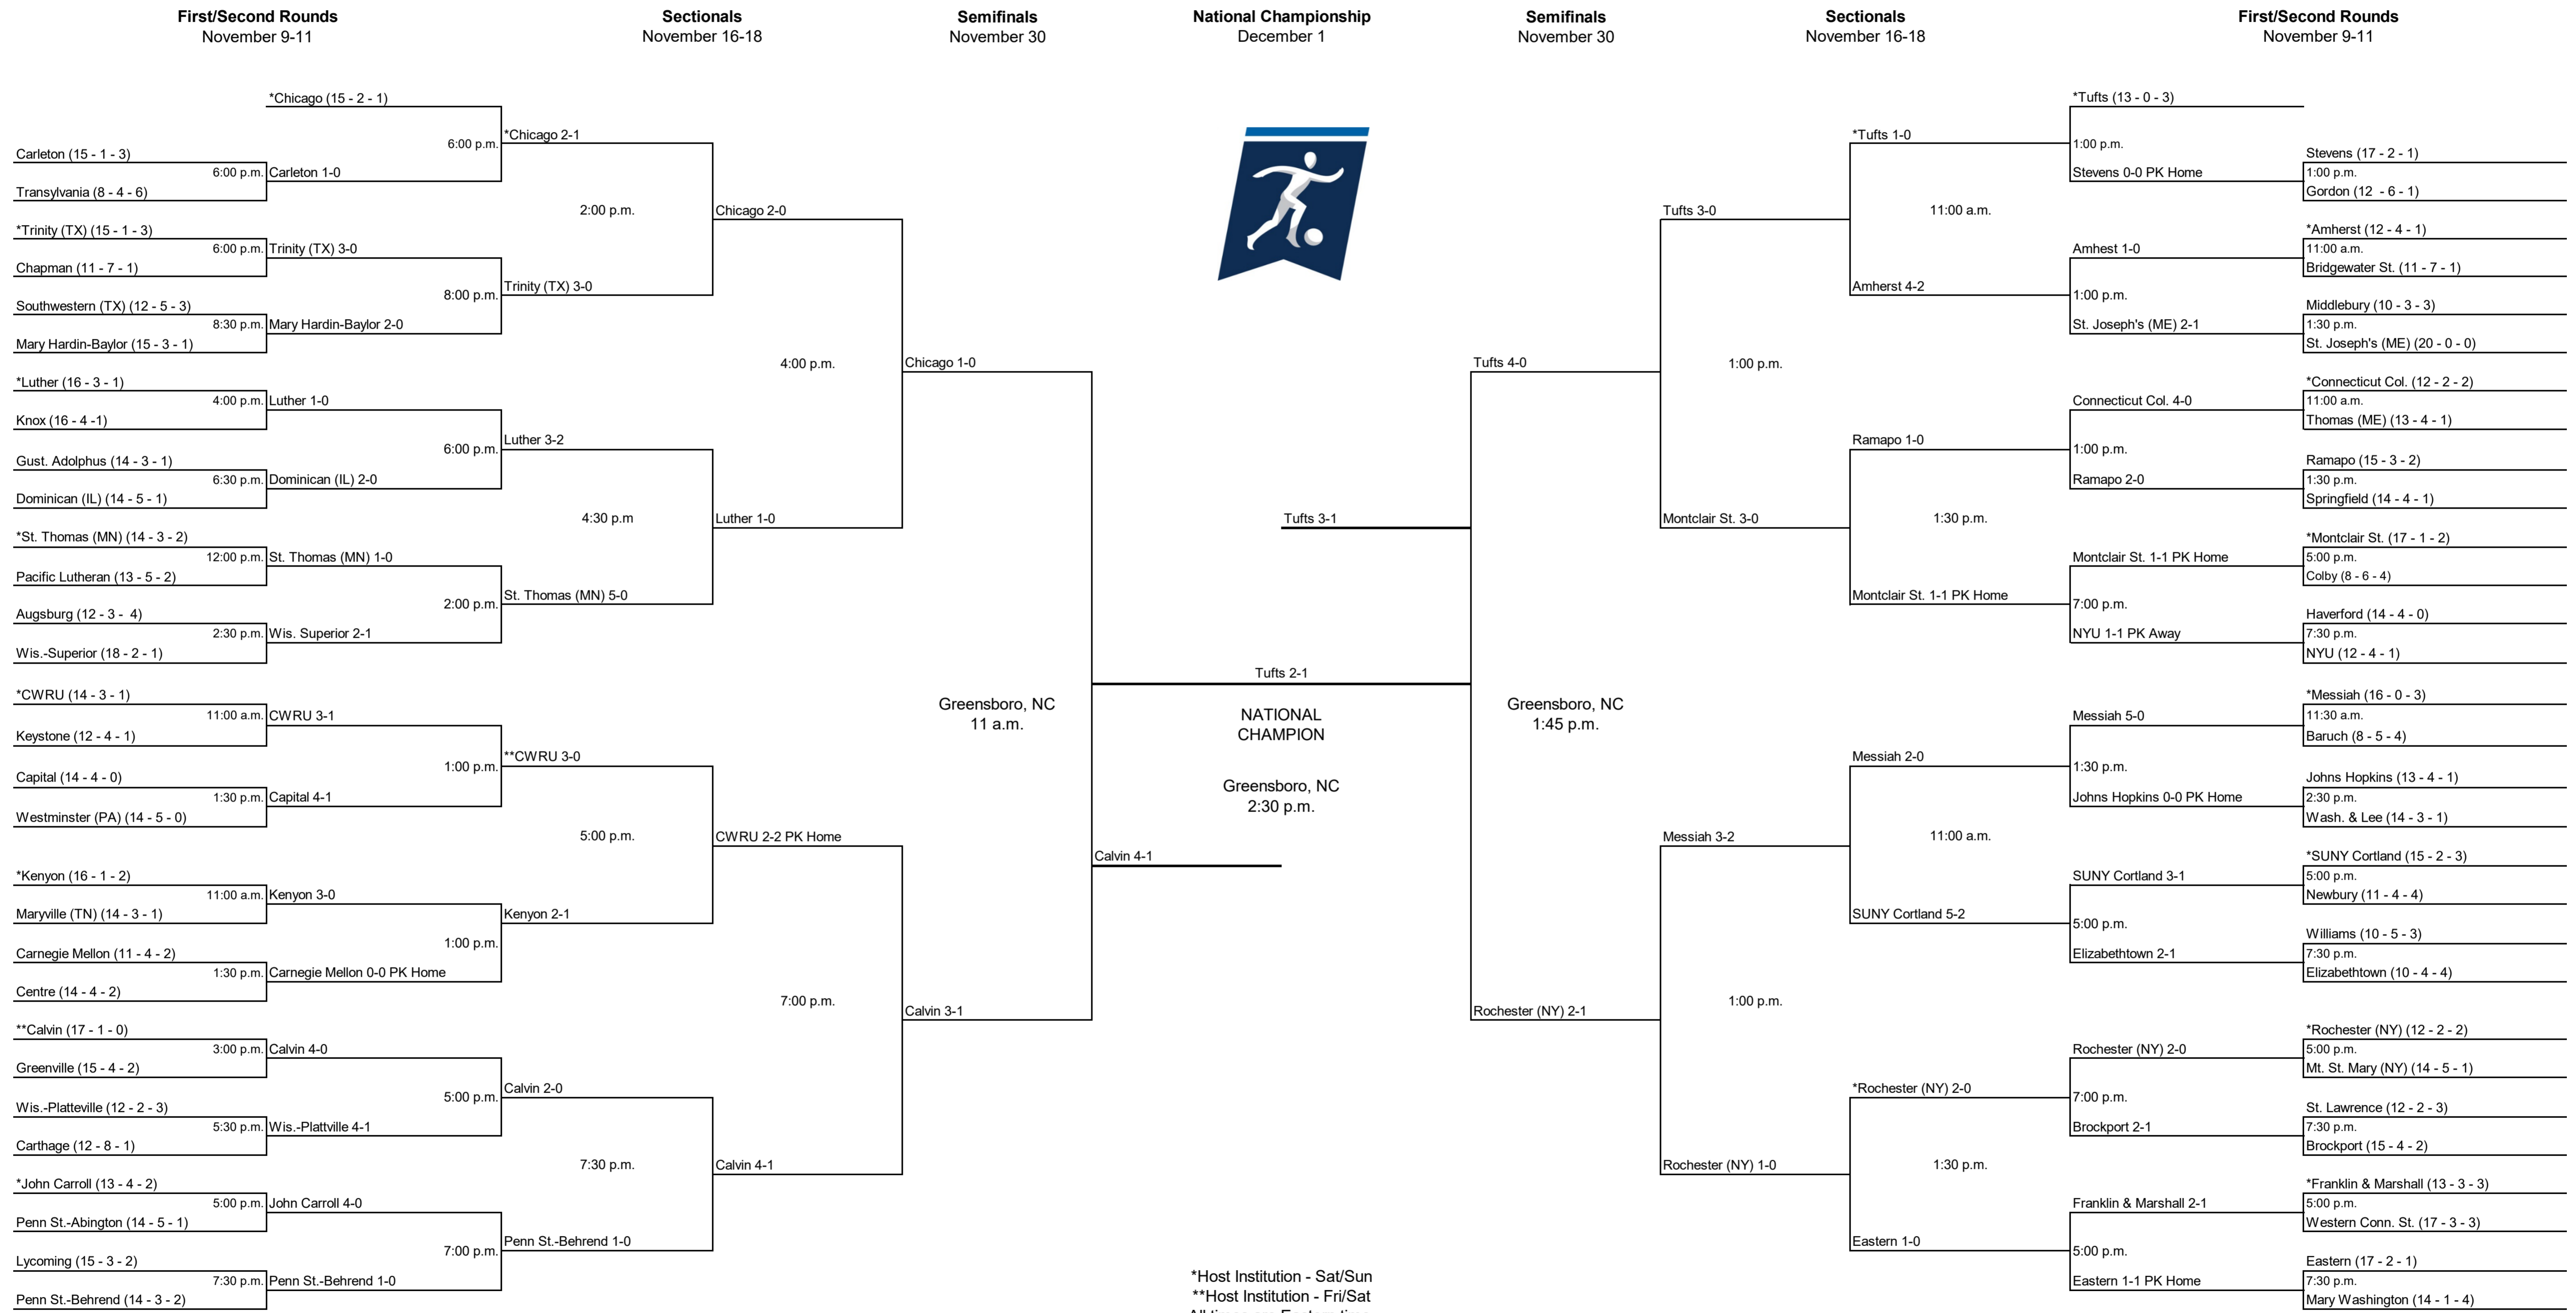 First/Second Rounds
November 9-11
Sectionals
November 16-18
Semifinals
November 30
National Championship
December 1
Semifinals
November 30
Sectionals
November 16-18
First/Second Rounds
November 9-11
*Chicago (15 - 2 - 1)
6:00 p.m.
Carleton (15 - 1 - 3)
6:00 p.m.
Carleton 1-0
Transylvania (8 - 4 - 6)
*Trinity (TX) (15 - 1 - 3)
6:00 p.m.
Trinity (TX) 3-0
Chapman (11 - 7 - 1)
8:00 p.m.
Southwestern (TX) (12 - 5 - 3)
8:30 p.m.
Mary Hardin-Baylor 2-0
Mary Hardin-Baylor (15 - 3 - 1)
*Luther (16 - 3 - 1)
4:00 p.m.
Luther 1-0
Knox (16 - 4 -1)
6:00 p.m.
Gust. Adolphus (14 - 3 - 1)
6:30 p.m.
Dominican (IL) 2-0
Dominican (IL) (14 - 5 - 1)
*St. Thomas (MN) (14 - 3 - 2)
12:00 p.m.
St. Thomas (MN) 1-0
Pacific Lutheran (13 - 5 - 2)
2:00 p.m.
Augsburg (12 - 3 -  4)
2:30 p.m.
Wis. Superior 2-1
Wis.-Superior (18 - 2 - 1)
*CWRU (14 - 3 - 1)
11:00 a.m.
CWRU 3-1
Keystone (12 - 4 - 1)
1:00 p.m.
Capital (14 - 4 - 0)
1:30 p.m.
Capital 4-1
Westminster (PA) (14 - 5 - 0)
*Kenyon (16 - 1 - 2)
11:00 a.m.
Kenyon 3-0
Maryville (TN) (14 - 3 - 1)
1:00 p.m.
Carnegie Mellon (11 - 4 - 2)
1:30 p.m.
Carnegie Mellon 0-0 PK Home
Centre (14 - 4 - 2)
**Calvin (17 - 1 - 0)
3:00 p.m.
Calvin 4-0
Greenville (15 - 4 - 2)
5:00 p.m.
Wis.-Platteville (12 - 2 - 3)
5:30 p.m.
Wis.-Plattville 4-1
Carthage (12 - 8 - 1)
*John Carroll (13 - 4 - 2)
5:00 p.m.
John Carroll 4-0
Penn St.-Abington (14 - 5 - 1)
7:00 p.m.
Lycoming (15 - 3 - 2)
7:30 p.m.
Penn St.-Behrend 1-0
Penn St.-Behrend (14 - 3 - 2)
*Chicago 2-1
2:00 p.m.
Trinity (TX) 3-0
Luther 3-2
4:30 p.m
St. Thomas (MN) 5-0
**CWRU 3-0
5:00 p.m.
Kenyon 2-1
Calvin 2-0
7:30 p.m.
Penn St.-Behrend 1-0
Chicago 2-0
4:00 p.m.
Luther 1-0
CWRU 2-2 PK Home
7:00 p.m.
Calvin 4-1
Chicago 1-0
Greensboro, NC
11 a.m.
Calvin 3-1
Tufts 3-1
Tufts 2-1
NATIONAL
CHAMPION
Greensboro, NC
2:30 p.m.
Calvin 4-1
*Host Institution - Sat/Sun
**Host Institution - Fri/Sat
All times are Eastern time
Tufts 4-0
Greensboro, NC
1:45 p.m.
Rochester (NY) 2-1
Tufts 3-0
1:00 p.m.
Montclair St. 3-0
Messiah 3-2
1:00 p.m.
Rochester (NY) 1-0
*Tufts 1-0
11:00 a.m.
Amherst 4-2
Ramapo 1-0
1:30 p.m.
Montclair St. 1-1 PK Home
Messiah 2-0
11:00 a.m.
SUNY Cortland 5-2
*Rochester (NY) 2-0
1:30 p.m.
Eastern 1-0
*Tufts (13 - 0 - 3)
1:00 p.m.
Stevens (17 - 2 - 1)
Stevens 0-0 PK Home
1:00 p.m.
Gordon (12  - 6 - 1)
*Amherst (12 - 4 - 1)
Amhest 1-0
11:00 a.m.
Bridgewater St. (11 - 7 - 1)
1:00 p.m.
Middlebury (10 - 3 - 3)
St. Joseph's (ME) 2-1
1:30 p.m.
St. Joseph's (ME) (20 - 0 - 0)
*Connecticut Col. (12 - 2 - 2)
Connecticut Col. 4-0
11:00 a.m.
Thomas (ME) (13 - 4 - 1)
1:00 p.m.
Ramapo (15 - 3 - 2)
Ramapo 2-0
1:30 p.m.
Springfield (14 - 4 - 1)
*Montclair St. (17 - 1 - 2)
Montclair St. 1-1 PK Home
5:00 p.m.
Colby (8 - 6 - 4)
7:00 p.m.
Haverford (14 - 4 - 0)
NYU 1-1 PK Away
7:30 p.m.
NYU (12 - 4 - 1)
*Messiah (16 - 0 - 3)
Messiah 5-0
11:30 a.m.
Baruch (8 - 5 - 4)
1:30 p.m.
Johns Hopkins (13 - 4 - 1)
Johns Hopkins 0-0 PK Home
2:30 p.m.
Wash. & Lee (14 - 3 - 1)
*SUNY Cortland (15 - 2 - 3)
SUNY Cortland 3-1
5:00 p.m.
Newbury (11 - 4 - 4)
5:00 p.m.
Williams (10 - 5 - 3)
Elizabethtown 2-1
7:30 p.m.
Elizabethtown (10 - 4 - 4)
*Rochester (NY) (12 - 2 - 2)
Rochester (NY) 2-0
5:00 p.m.
Mt. St. Mary (NY) (14 - 5 - 1)
7:00 p.m.
St. Lawrence (12 - 2 - 3)
Brockport 2-1
7:30 p.m.
Brockport (15 - 4 - 2)
*Franklin & Marshall (13 - 3 - 3)
Franklin & Marshall 2-1
5:00 p.m.
Western Conn. St. (17 - 3 - 3)
5:00 p.m.
Eastern (17 - 2 - 1)
Eastern 1-1 PK Home
7:30 p.m.
Mary Washington (14 - 1 - 4)